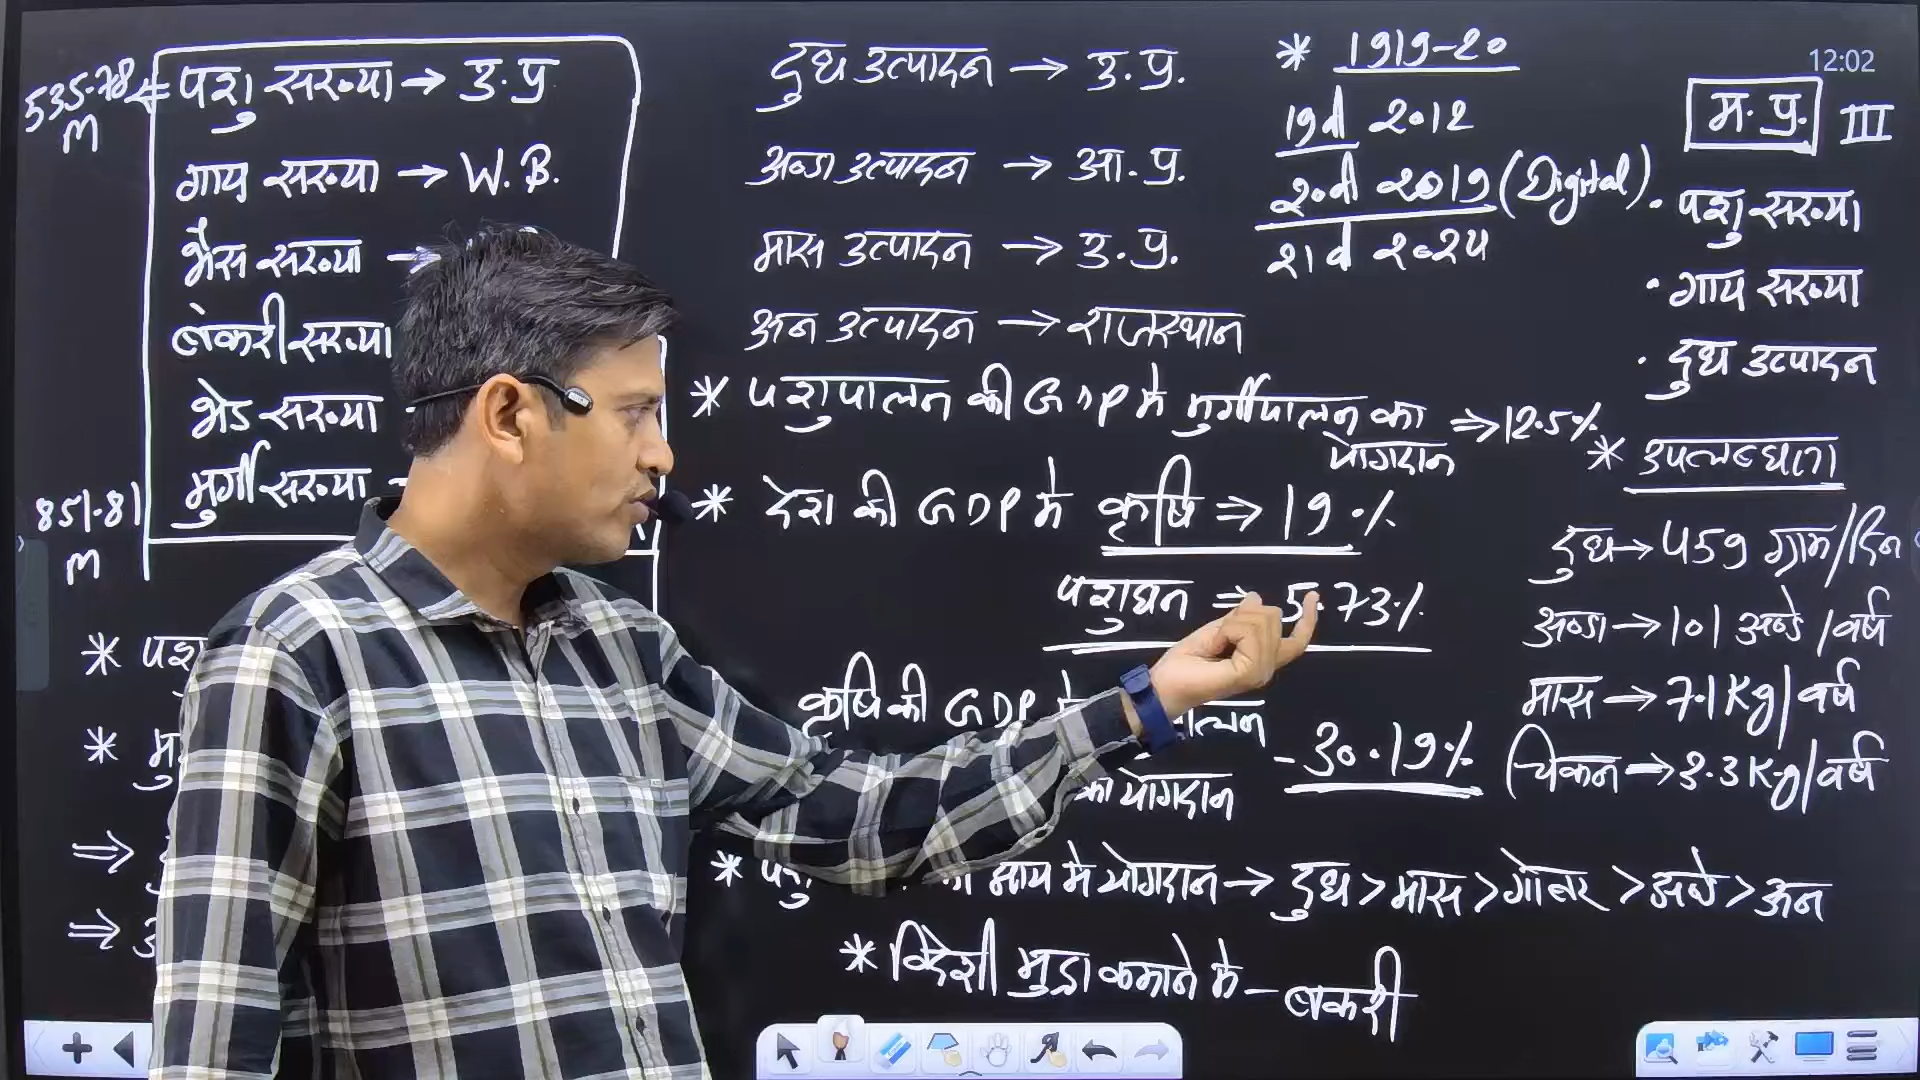 535.78 M
पशु संख्या → उ.प्र
गाय संख्या → W.B.
भैस संख्या →
बकरी संख्या
भेड संख्या
मुर्गी संख्या
851.81 M
* पशु
*
⇒
⇒
दुध उत्पादन → उ.प्र.
अण्डा उत्पादन → आ.प्र.
मास उत्पादन → उ.प्र.
ऊन उत्पादन → राजस्थान
* पशुपालन की GDP मे मुर्गीपालन का योगदान ⇒ 12.5%
* देश की GDP मे कृषि ⇒ 19%
पशुधन ⇒ 5.73%
कृषि की GDP
का योगदान - 30.19%
* आय मे योगदान → दुध > मास > गोबर > अण्डे > ऊन
* विदेशी मुद्रा कमाने मे - बकरी
* 1919-20
19वी 2012
20वी 2019 (Digital)
21वी 2024
12:02
म.प्र. III
• पशु संख्या
• गाय संख्या
• दुध उत्पादन
* उपलब्धता
दुध → 459 ग्राम/दिन
अण्डा → 101 अण्डे/वर्ष
मास → 7.1 Kg/वर्ष
चिकन → 3.3 Kg/वर्ष